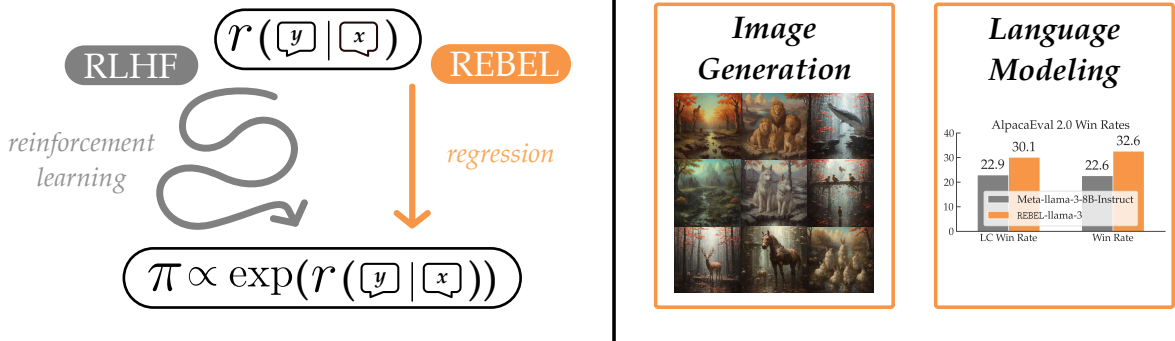 r(y|x)
RLHF
REBEL
reinforcement
learning
regression
π ∝ exp(r(y|x))
Image
Generation
Language
Modeling
AlpacaEval 2.0 Win Rates
40
30
20
10
0
22.9
30.1
22.6
32.6
Meta-llama-3-8B-Instruct
REBEL-llama-3
LC Win Rate
Win Rate